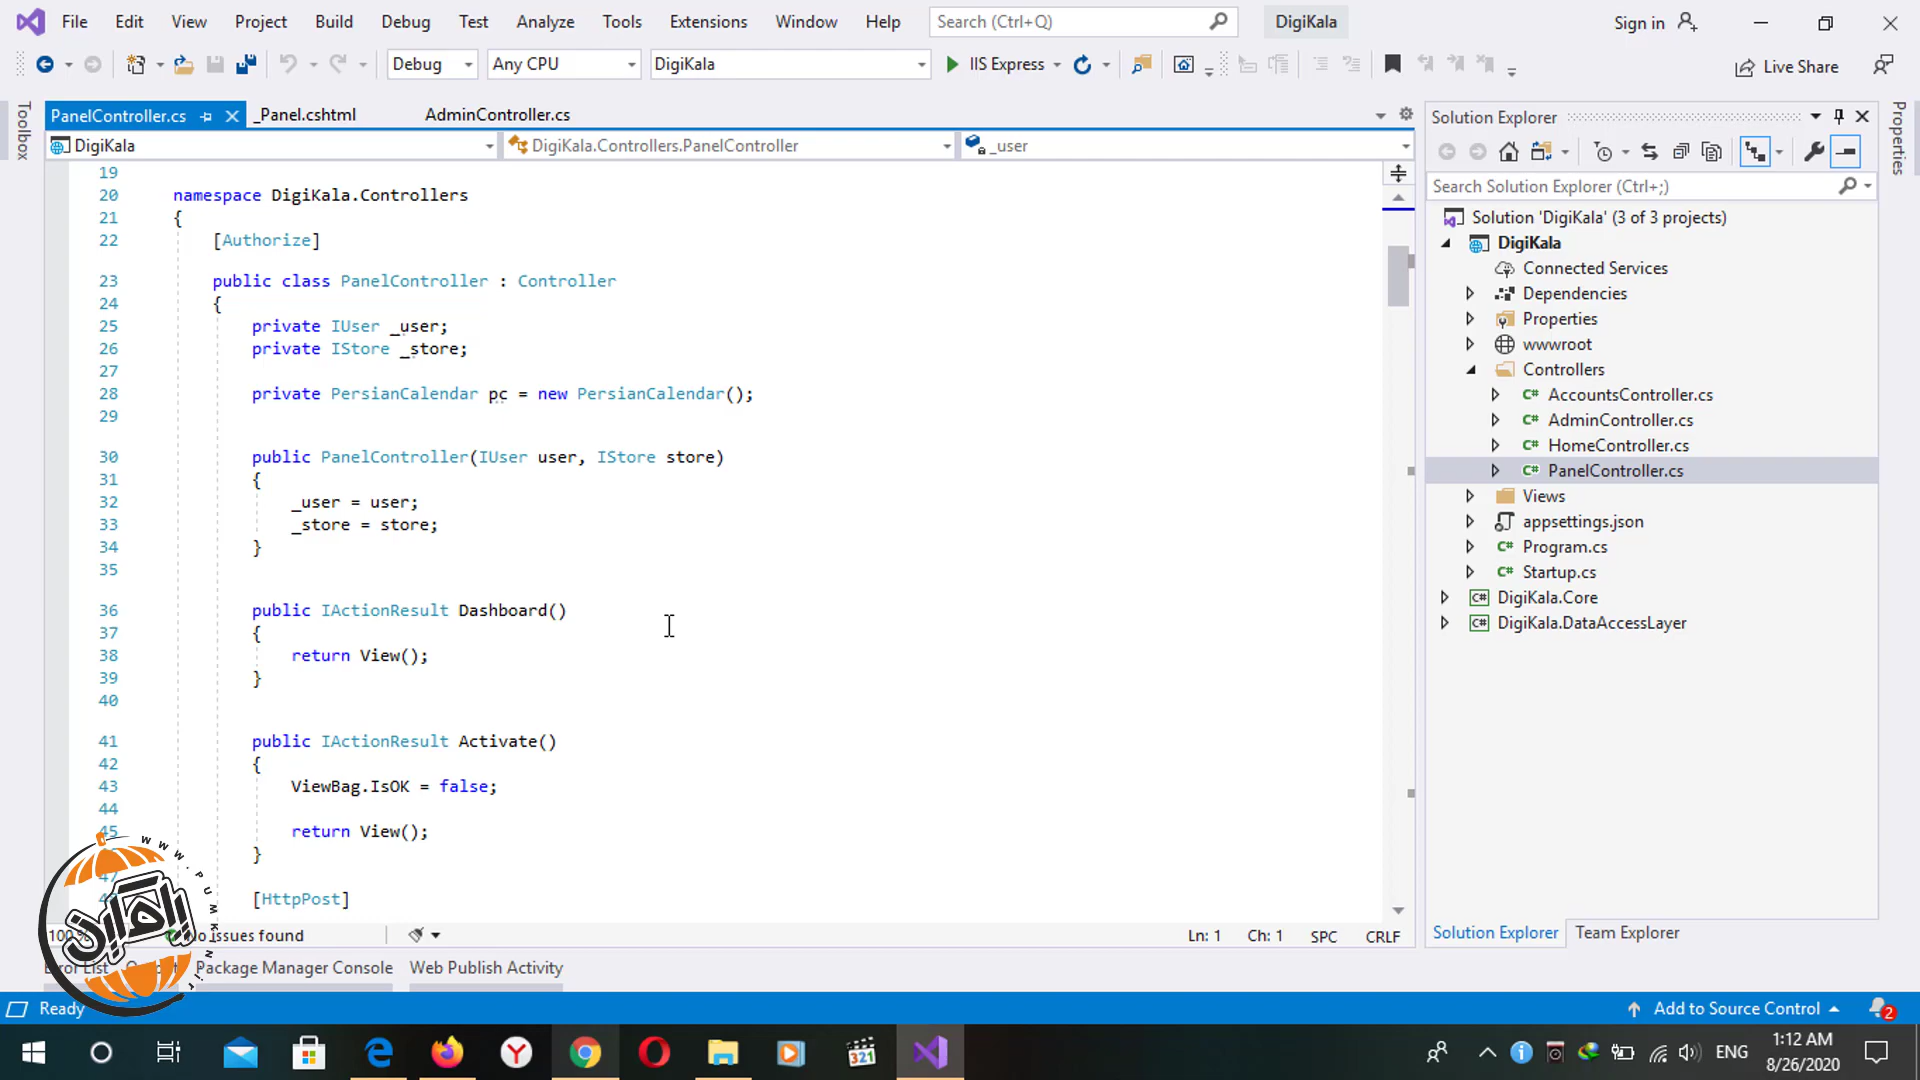 File Edit View Project Build Debug Test Analyze Tools Extensions Window Help Search (Ctrl+Q) DigiKala Sign in
Debug Any CPU DigiKala IIS Express Live Share
Toolbox
PanelController.cs _Panel.cshtml AdminController.cs
DigiKala DigiKala.Controllers.PanelController _user
19
20 namespace DigiKala.Controllers
21 {
22 [Authorize]
23 public class PanelController : Controller
24 {
25 private IUser _user;
26 private IStore _store;
27
28 private PersianCalendar pc = new PersianCalendar();
29
30 public PanelController(IUser user, IStore store)
31 {
32 _user = user;
33 _store = store;
34 }
35
36 public IActionResult Dashboard()
37 {
38 return View();
39 }
40
41 public IActionResult Activate()
42 {
43 ViewBag.IsOK = false;
44
45 return View();
}
47
[HttpPost]
100 % No issues found Ln: 1 Ch: 1 SPC CRLF
Error List Package Manager Console Web Publish Activity
Solution Explorer
Search Solution Explorer (Ctrl+;)
Solution 'DigiKala' (3 of 3 projects)
DigiKala
Connected Services
Dependencies
Properties
wwwroot
Controllers
C# AccountsController.cs
C# AdminController.cs
C# HomeController.cs
C# PanelController.cs
Views
appsettings.json
C# Program.cs
C# Startup.cs
C# DigiKala.Core
C# DigiKala.DataAccessLayer
Solution Explorer Team Explorer
Properties
Ready Add to Source Control 2
321 ENG 1:12 AM
8/26/2020